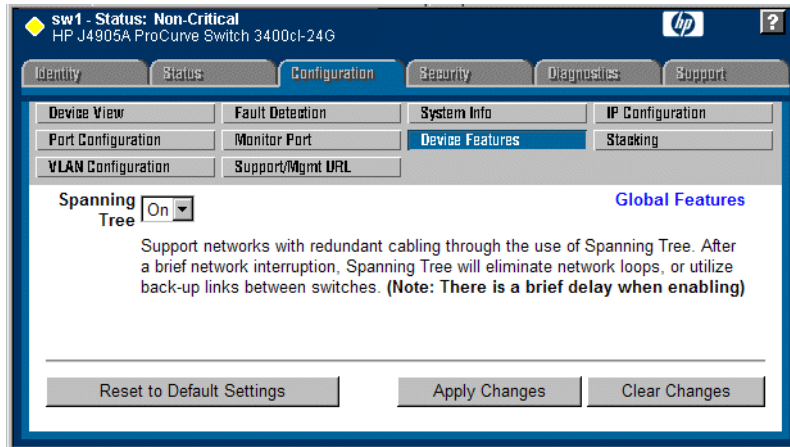 sw1 - Status: Non-Critical
HP J4905A ProCurve Switch 3400cl-24G
hp
?
Identity
Status
Configuration
Security
Diagnostics
Support
Device View
Fault Detection
System Info
IP Configuration
Port Configuration
Monitor Port
Device Features
Stacking
VLAN Configuration
Support/Mgmt URL
Spanning
Tree
On
Global Features
Support networks with redundant cabling through the use of Spanning Tree. After
a brief network interruption, Spanning Tree will eliminate network loops, or utilize
back-up links between switches. (Note: There is a brief delay when enabling)
Reset to Default Settings
Apply Changes
Clear Changes